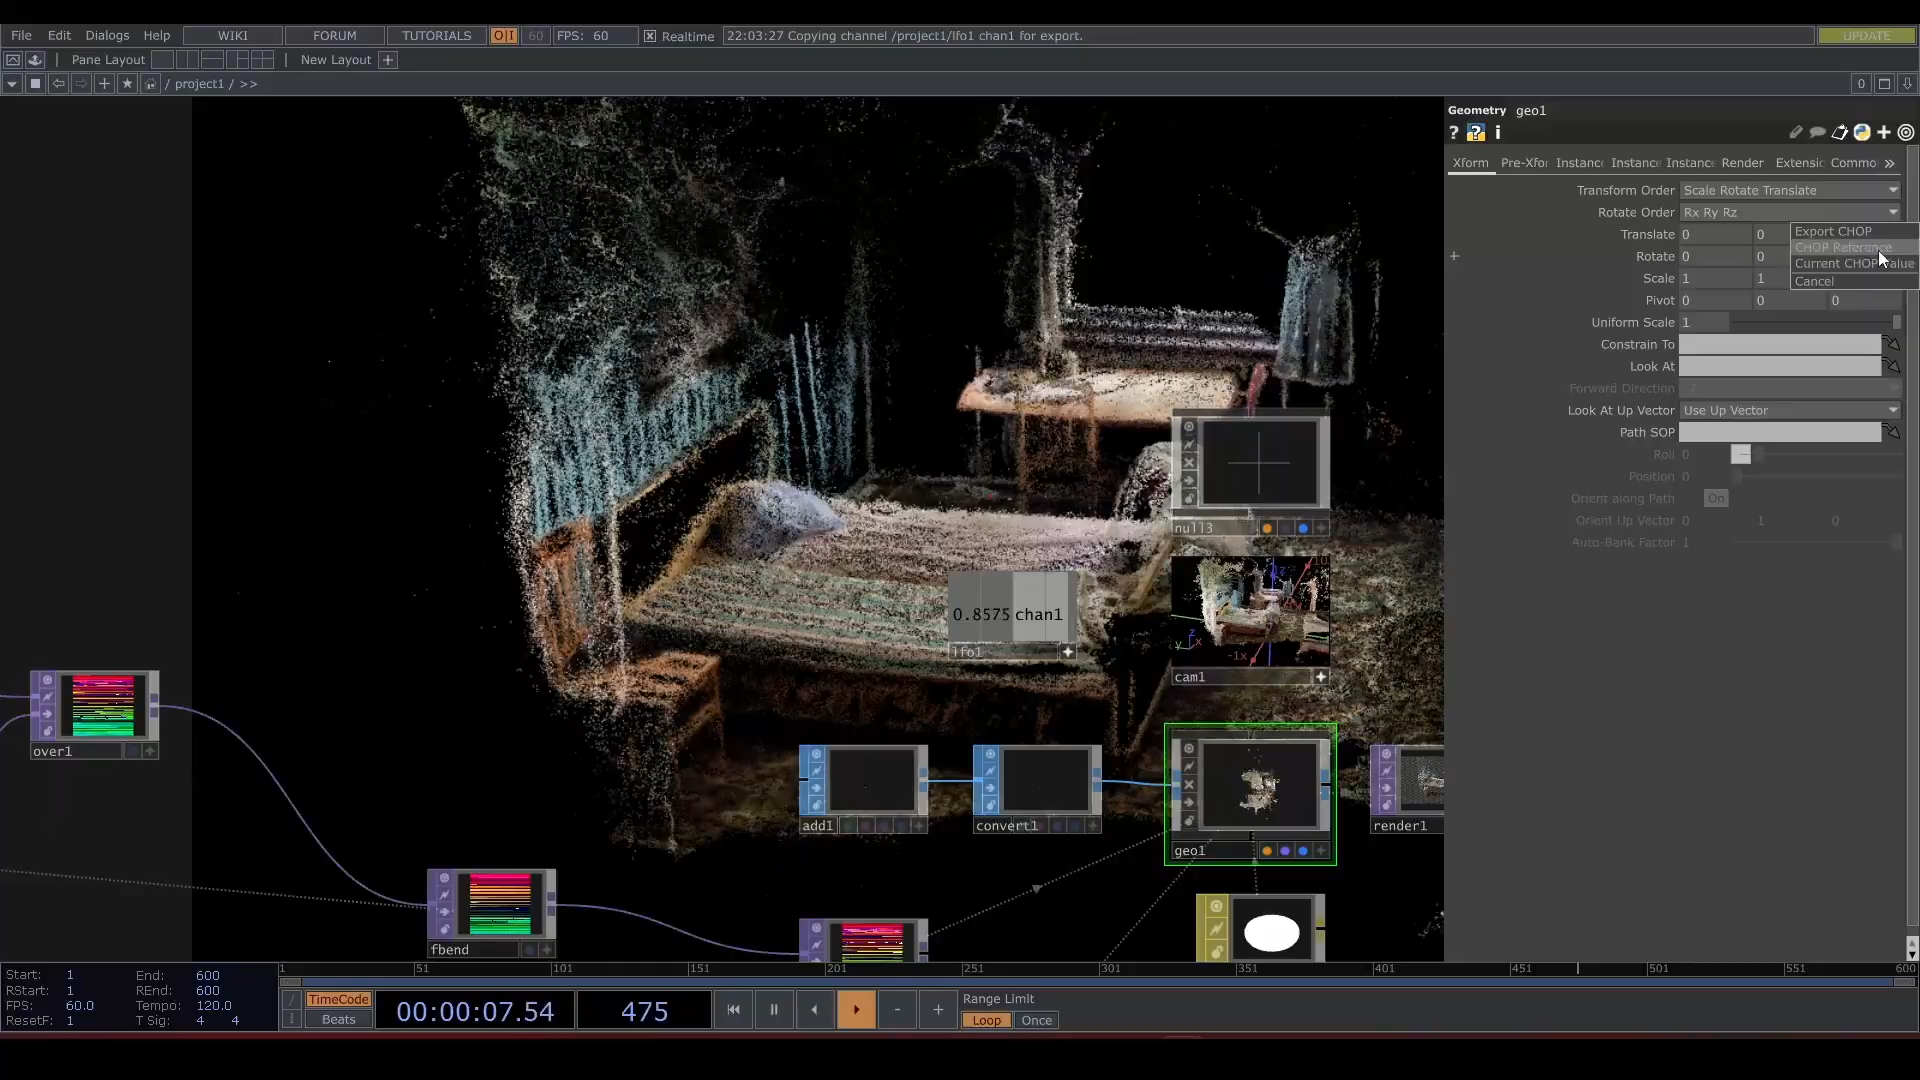 File Edit Dialogs Help WIKI FORUM TUTORIALS O|I 60 FPS: 60 Realtime 22:03:27 Copying channel /project1/lfo1 chan1 for export. UPDATE
Pane Layout New Layout +
/ project1 / >> 0
Geometry geo1
? ? i
Xform Pre-Xfor Instanc Instanc Instanc Render Extensic Commo »
Transform Order Scale Rotate Translate
Rotate Order Rx Ry Rz
Translate 0 0
Export CHOP
CHOP Reference
+ Rotate 0 0
Current CHOP Value
Scale 1 1
Cancel
Pivot 0 0 0
Uniform Scale 1
Constrain To
Look At
Forward Direction
Look At Up Vector Use Up Vector
Path SOP
Roll 0
Position 0
Orient along Path On
Orient Up Vector 0 1 0
Auto-Bank Factor 1
null3
0.8575 chan1
lfo1
cam1
over1
add1
convert1
geo1
render1
fbend
1 51 101 151 201 251 301 351 401 451 501 551 600
Start: 1 End: 600
RStart: 1 REnd: 600
FPS: 60.0 Tempo: 120.0
ResetF: 1 T Sig: 4 4
TimeCode
Beats
00:00:07.54 475
- +
Range Limit
Loop Once